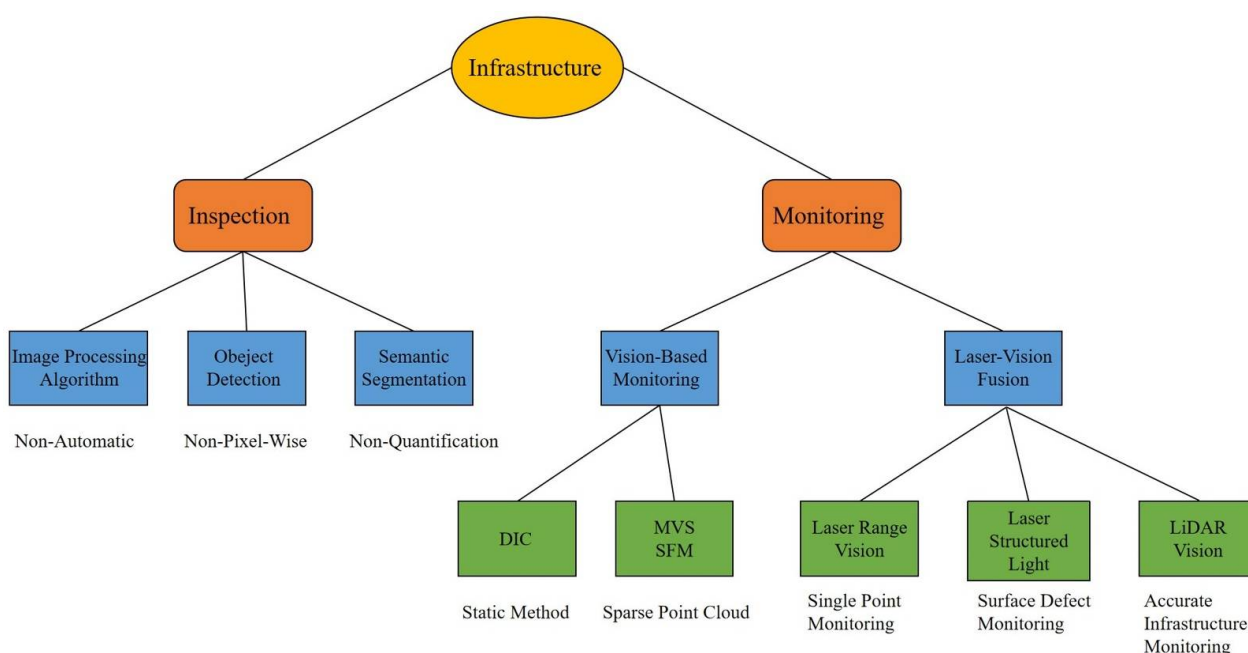 Infrastructure
Inspection
Monitoring
Image Processing
Algorithm
Obeject
Detection
Semantic
Segmentation
Vision-Based
Monitoring
Laser-Vision
Fusion
Non-Automatic
Non-Pixel-Wise
Non-Quantification
DIC
MVS
SFM
Laser Range
Vision
Laser
Structured
Light
LiDAR
Vision
Static Method
Sparse Point Cloud
Single Point
Monitoring
Surface Defect
Monitoring
Accurate
Infrastructure
Monitoring